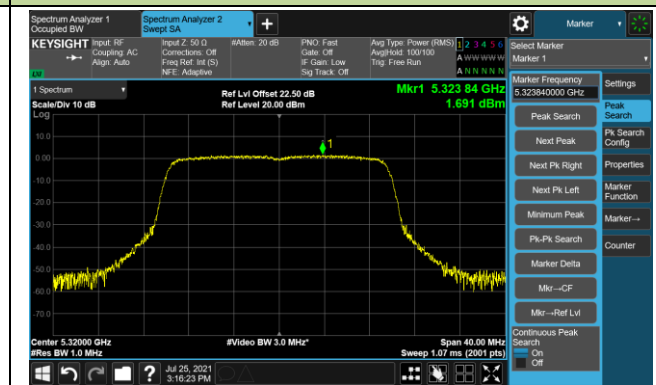 Spectrum Analyzer 1
Occupied BW
Spectrum Analyzer 2
Swept SA
+
Marker
KEYSIGHT
Input: RF
Coupling: AC
Align: Auto
Input Z: 50 Ω
Corrections: Off
Freq Ref: Int (S)
NFE: Adaptive
#Atten: 20 dB
PNO: Fast
Gate: Off
IF Gain: Low
Sig Track: Off
Avg Type: Power (RMS)
Avg|Hold: 100/100
Trig: Free Run
1 2 3 4 5 6
A W W W W W
A N N N N N
Select Marker
Marker 1
1 Spectrum
Scale/Div 10 dB
Log
Ref Lvl Offset 22.50 dB
Ref Level 20.00 dBm
Mkr1 5.323 84 GHz
1.691 dBm
10.0
0.00
-10.0
-20.0
-30.0
-40.0
-50.0
-60.0
-70.0
1
Center 5.32000 GHz
#Res BW 1.0 MHz
#Video BW 3.0 MHz*
Span 40.00 MHz
Sweep 1.07 ms (2001 pts)
Marker Frequency
5.323840000 GHz
Peak Search
Next Peak
Next Pk Right
Next Pk Left
Minimum Peak
Pk-Pk Search
Marker Delta
Mkr→CF
Mkr→Ref Lvl
Continuous Peak
Search
On
Off
Settings
Peak
Search
Pk Search
Config
Properties
Marker
Function
Marker→
Counter
?
Jul 25, 2021
3:16:23 PM